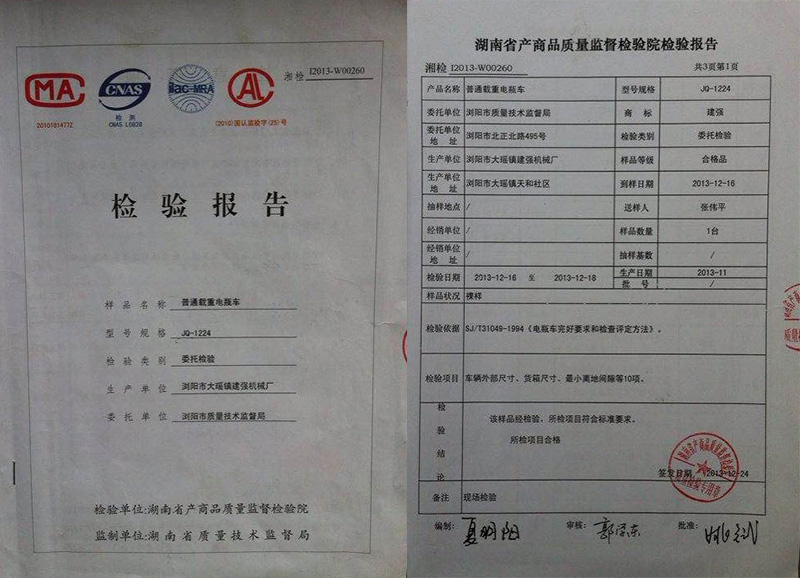 湘检 I2013-W00260
MA
CNAS
ilac-MRA
AL
2010181477Z
检 测
CNAS L0828
(2010)国认监授字(25)号
检验报告
样品名称 普通载重电瓶车
型号规格 JQ-1224
检验类别 委托检验
生产单位 浏阳市大瑶镇建强机械厂
委托单位 浏阳市质量技术监督局
检验单位:湖南省产商品质量监督检验院
监制单位:湖南省质量技术监督局
湖南省产商品质量监督检验院检验报告
湘检 I2013-W00260 共3页第1页
产品名称 普通载重电瓶车 型号规格 JQ-1224
委托单位 浏阳市质量技术监督局 商 标 建强
委托单位地 址 浏阳市北正北路495号 检验类别 委托检验
生产单位 浏阳市大瑶镇建强机械厂 样品等级 合格品
生产单位地 址 浏阳市大瑶镇天和社区 到样日期 2013-12-16
抽样地点 / 送样人 张伟平
经销单位 / 样品数量 1台
经销单位地 址 / 抽样基数 /
检验日期 2013-12-16 至 2013-12-18 生产日期 2013-11
批 号 /
样品状况 裸样
检验依据 SJ/T31049-1994《电瓶车完好要求和检查评定方法》。
检验项目 车辆外部尺寸、货箱尺寸、最小离地间隙等10项。
检验结论 该样品经检验，所检项目符合标准要求。
所检项目合格
签发日期: 2013-12-24
备注 现场检验
编制: 审核: 批准: